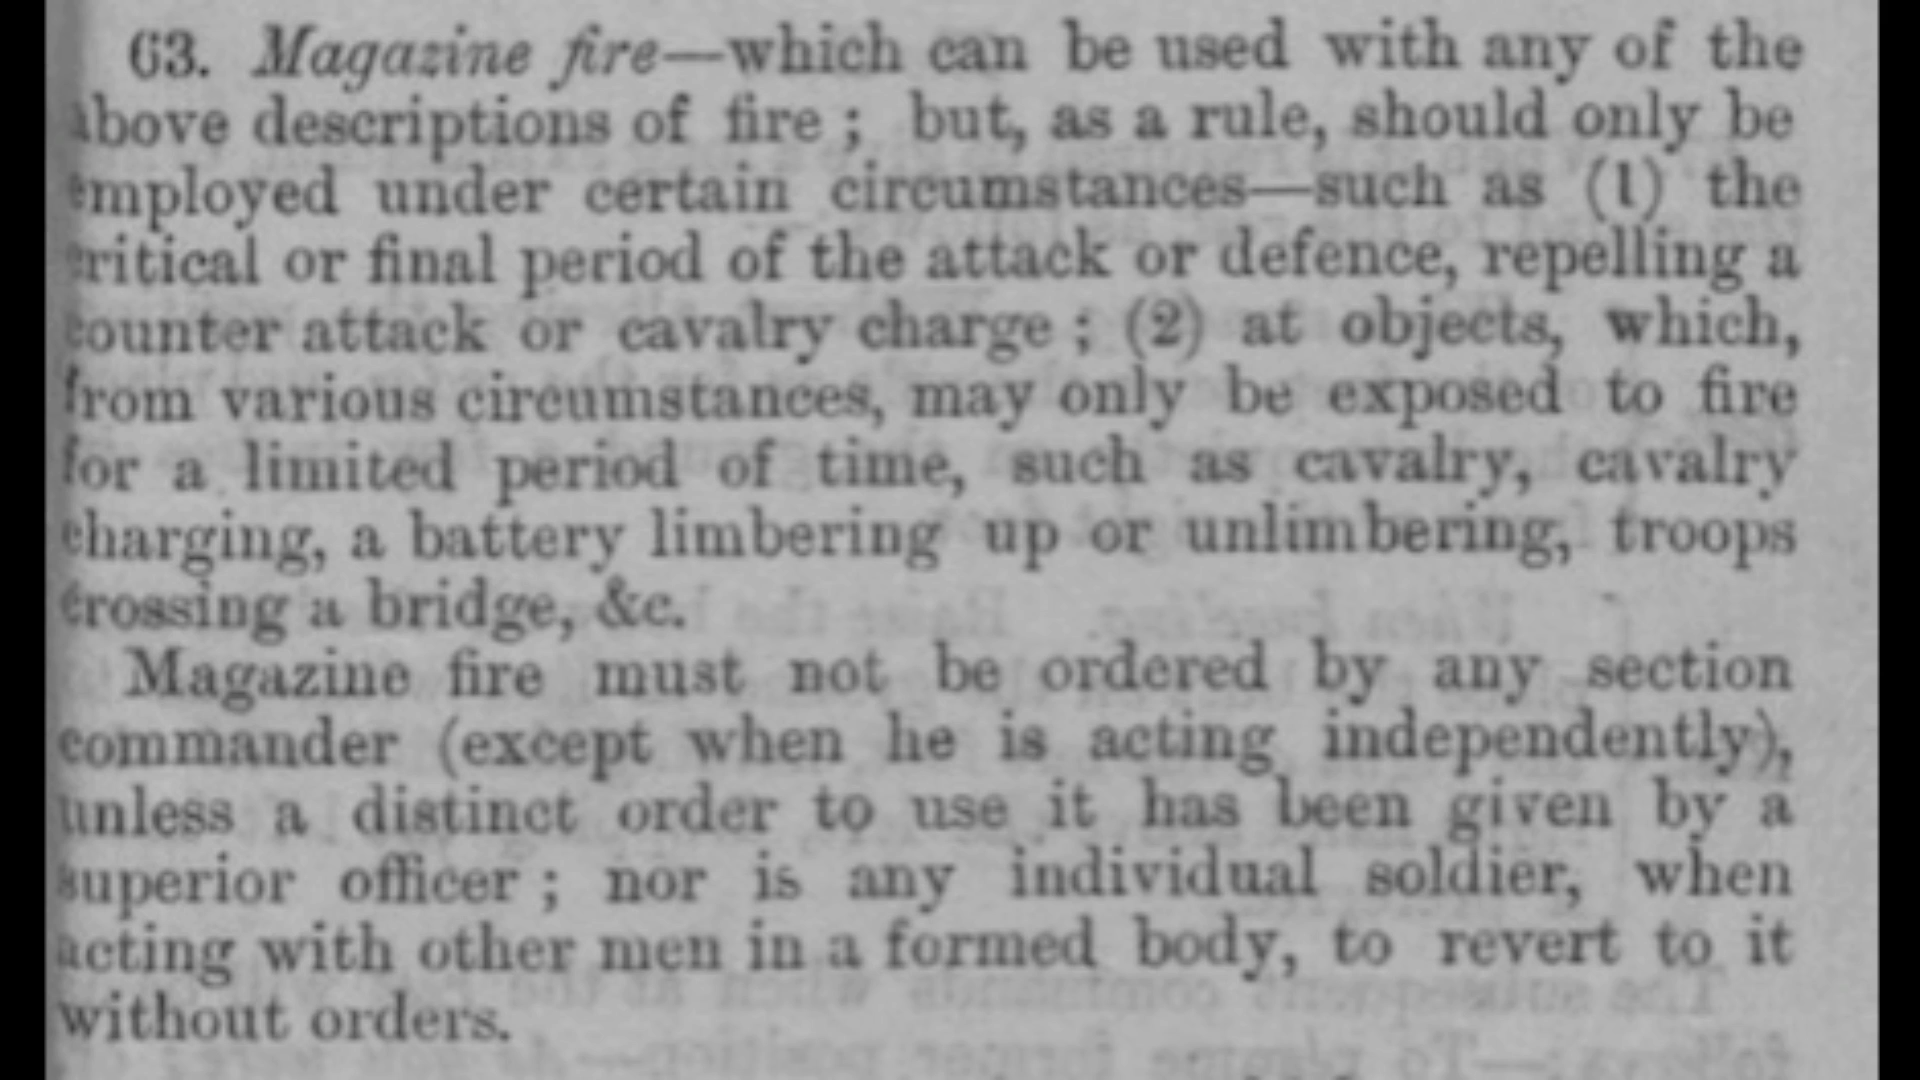 63. Magazine fire—which can be used with any of the
above descriptions of fire ; but, as a rule, should only be
employed under certain circumstances—such as (1) the
critical or final period of the attack or defence, repelling a
counter attack or cavalry charge ; (2) at objects, which,
from various circumstances, may only be exposed to fire
for a limited period of time, such as cavalry, cavalry
charging, a battery limbering up or unlimbering, troops
crossing a bridge, &c.
Magazine fire must not be ordered by any section
commander (except when he is acting independently),
unless a distinct order to use it has been given by a
superior officer ; nor is any individual soldier, when
acting with other men in a formed body, to revert to it
without orders.